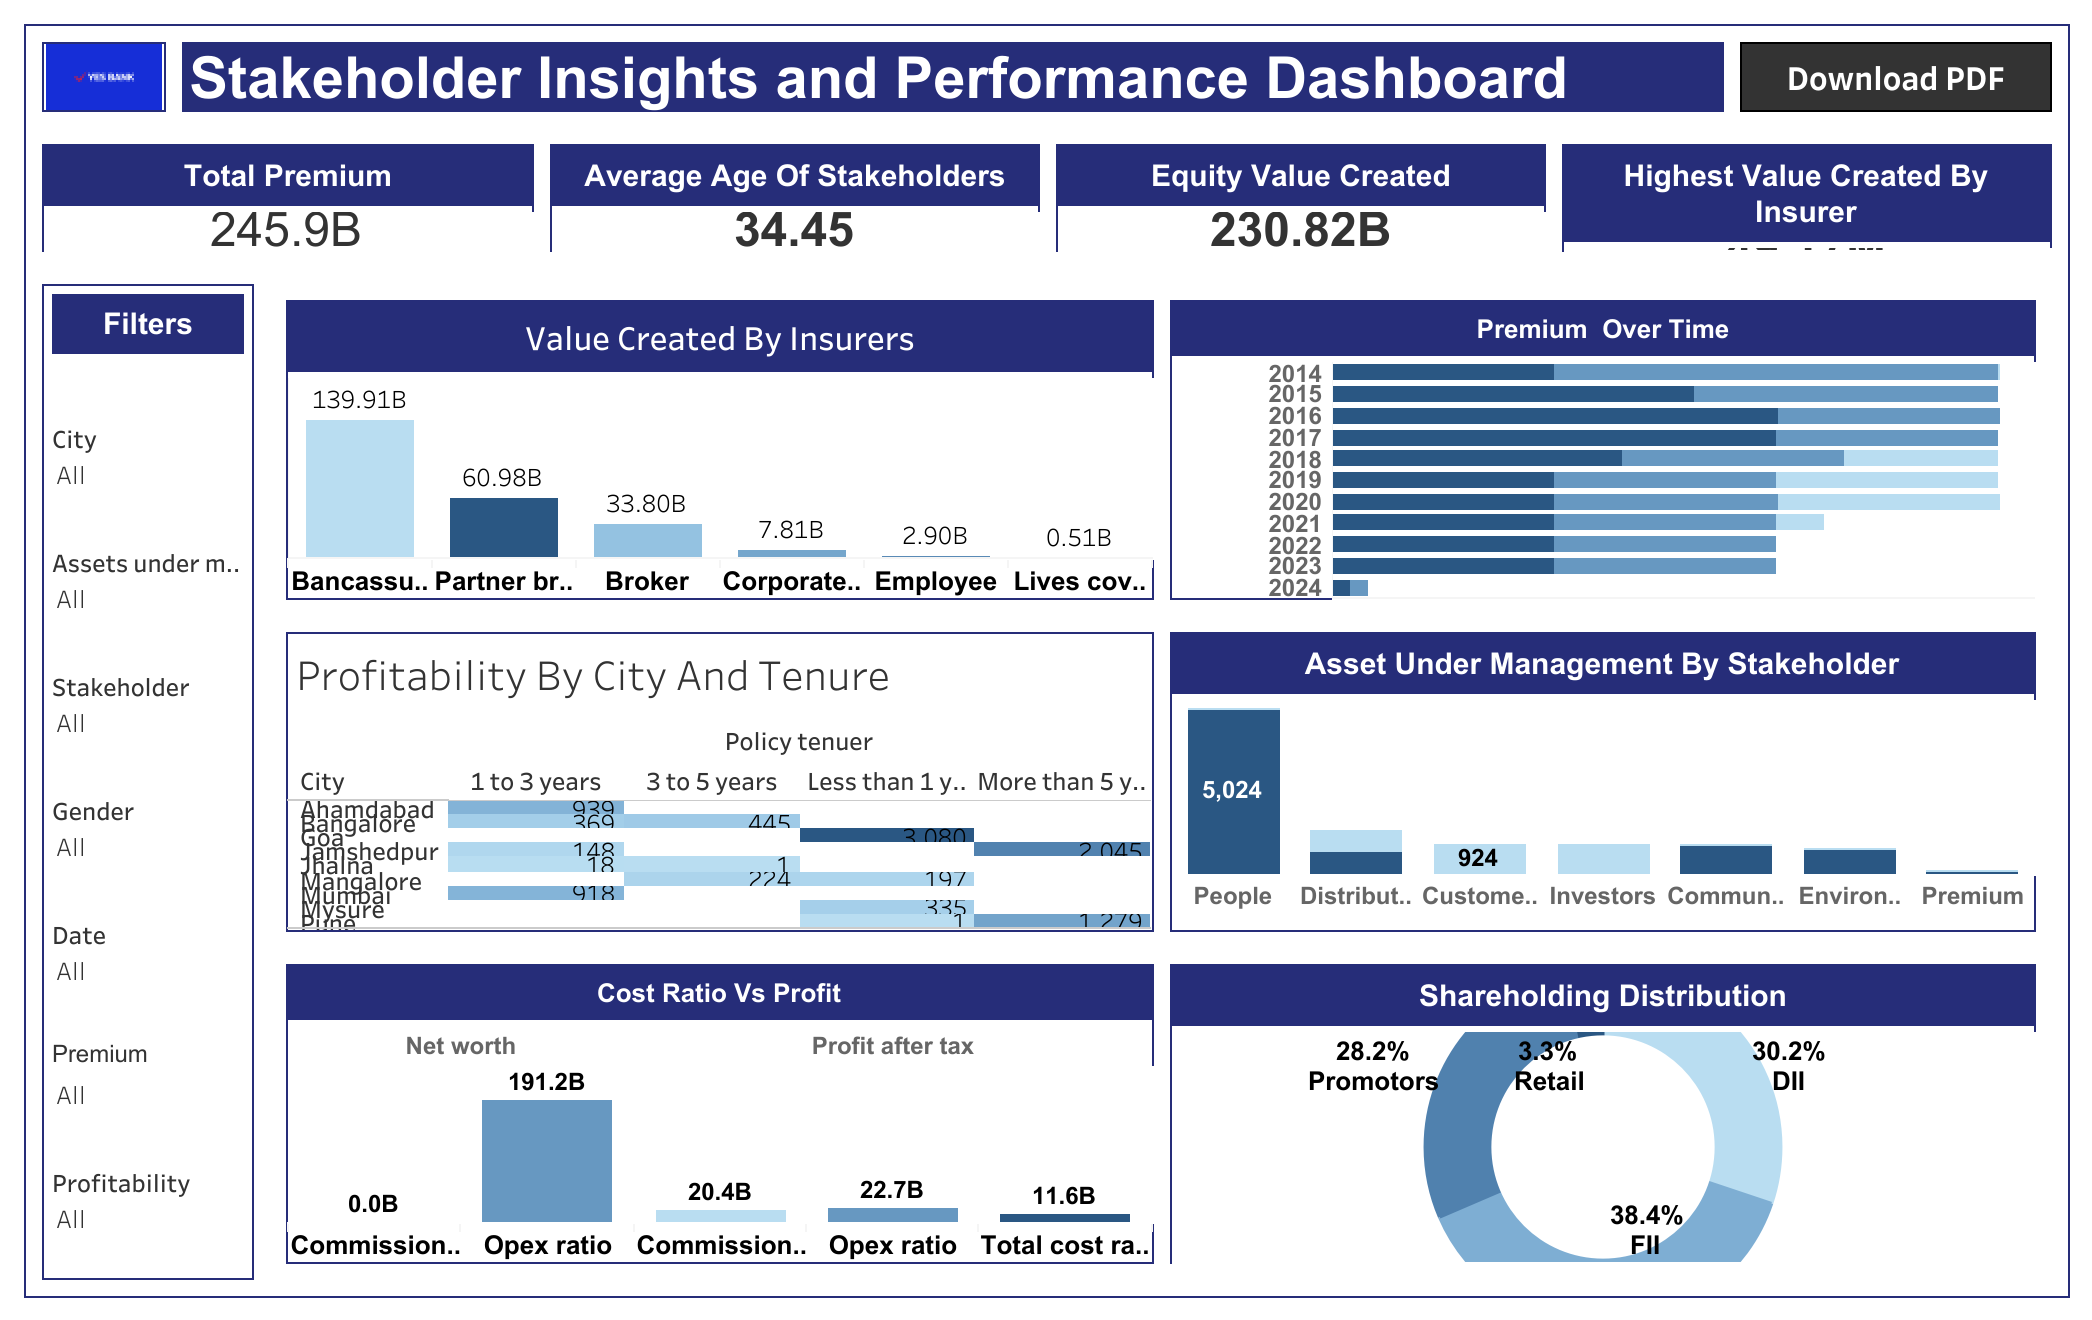 YES BANK
Stakeholder Insights and Performance Dashboard
Download PDF
Total Premium
245.9B
Average Age Of Stakeholders
34.45
Equity Value Created
230.82B
Highest Value Created By
Insurer
Filters
City
All
Assets under m..
All
Stakeholder
All
Gender
All
Date
All
Premium
All
Profitability
All
Value Created By Insurers
139.91B
60.98B
33.80B
7.81B
2.90B
0.51B
Bancassu.. Partner br.. Broker Corporate.. Employee Lives cov..
Premium  Over Time
2014
2015
2016
2017
2018
2019
2020
2021
2022
2023
2024
Profitability By City And Tenure
Policy tenuer
City 1 to 3 years 3 to 5 years Less than 1 y.. More than 5 y..
Ahamdabad 939
Bangalore 369 445
Goa 3,080
Jamshedpur 148 2,045
Jhalna 18 1
Mangalore 224 197
Mumbai 918
Mysure 335
Pune 1 1,279
Asset Under Management By Stakeholder
5,024
924
People Distribut.. Custome.. Investors Commun.. Environ.. Premium
Cost Ratio Vs Profit
Net worth Profit after tax
0.0B
191.2B
20.4B
22.7B
11.6B
Commission.. Opex ratio Commission.. Opex ratio Total cost ra..
Shareholding Distribution
28.2%
Promotors
3.3%
Retail
30.2%
DII
38.4%
FII